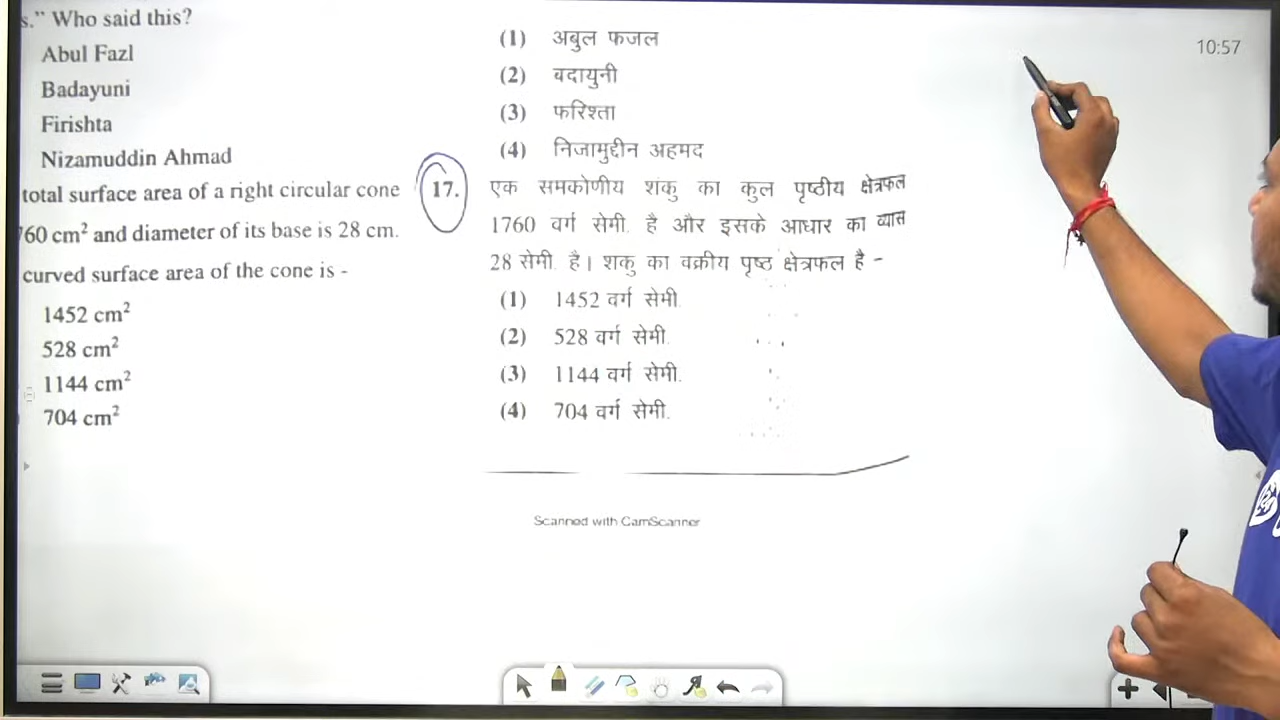 s.” Who said this?
Abul Fazl
Badayuni
Firishta
Nizamuddin Ahmad
total surface area of a right circular cone
760 cm² and diameter of its base is 28 cm.
curved surface area of the cone is -
1452 cm²
528 cm²
1144 cm²
704 cm²
(1) अबुल फजल
(2) बदायुनी
(3) फरिश्ता
(4) निजामुद्दीन अहमद
17. एक समकोणीय शंकु का कुल पृष्ठीय क्षेत्रफल
1760 वर्ग सेमी. है और इसके आधार का व्यास
28 सेमी. है। शंकु का वक्रीय पृष्ठ क्षेत्रफल है -
(1) 1452 वर्ग सेमी.
(2) 528 वर्ग सेमी.
(3) 1144 वर्ग सेमी.
(4) 704 वर्ग सेमी.
Scanned with CamScanner
10:57